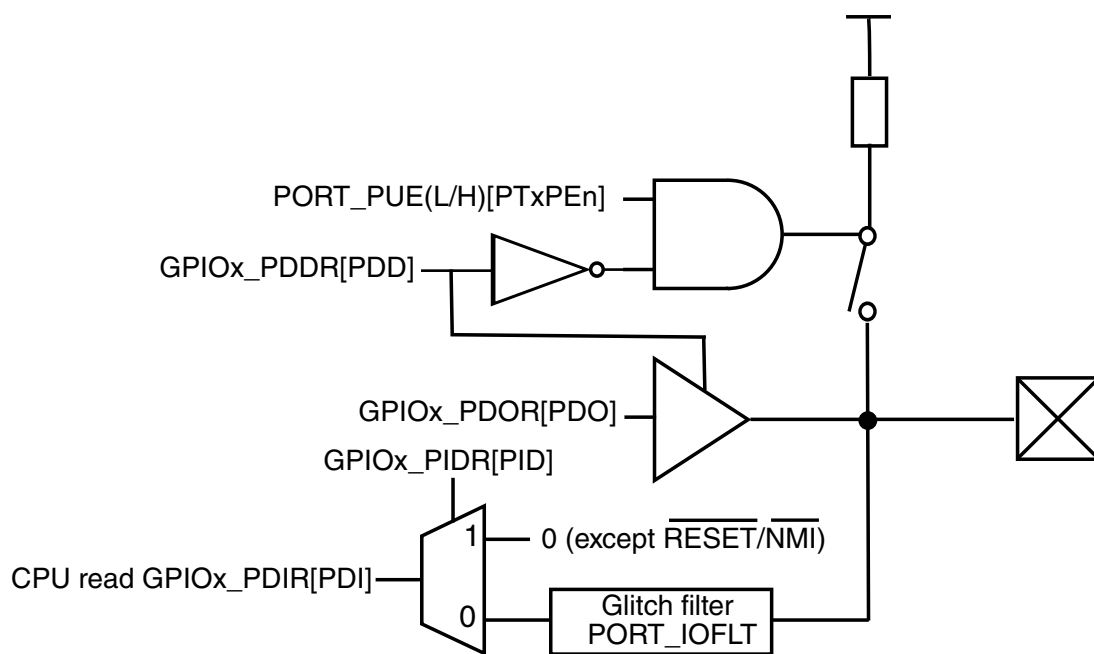 PORT_PUE(L/H)[PTxPEn]
GPIOx_PDDR[PDD]
GPIOx_PDOR[PDO]
GPIOx_PIDR[PID]
1
0 (except RESET/NMI)
CPU read GPIOx_PDIR[PDI]
0
Glitch filter
PORT_IOFLT